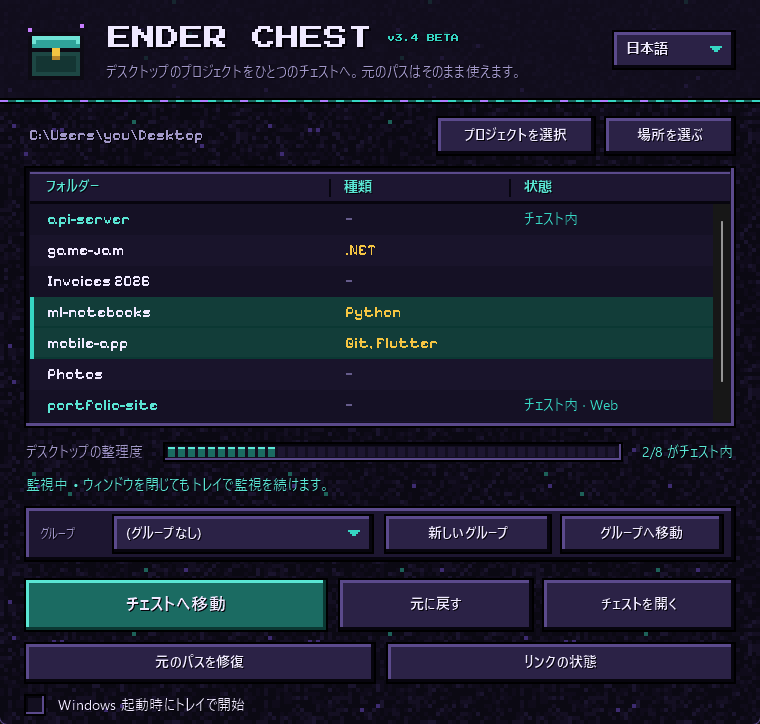 ENDER CHEST v3.4 BETA
デスクトップのプロジェクトをひとつのチェストへ。元のパスはそのまま使えます。
日本語
C:\Users\you\Desktop
プロジェクトを選択
場所を選ぶ
フォルダー 種類 状態
api-server - チェスト内
game-jam .NET
Invoices 2026 -
ml-notebooks Python
mobile-app Git, Flutter
Photos -
portfolio-site - チェスト内 · Web
デスクトップの整理度 2/8 がチェスト内
監視中 • ウィンドウを閉じてもトレイで監視を続けます。
グループ (グループなし) 新しいグループ グループへ移動
チェストへ移動 元に戻す チェストを開く
元のパスを修復 リンクの状態
Windows 起動時にトレイで開始